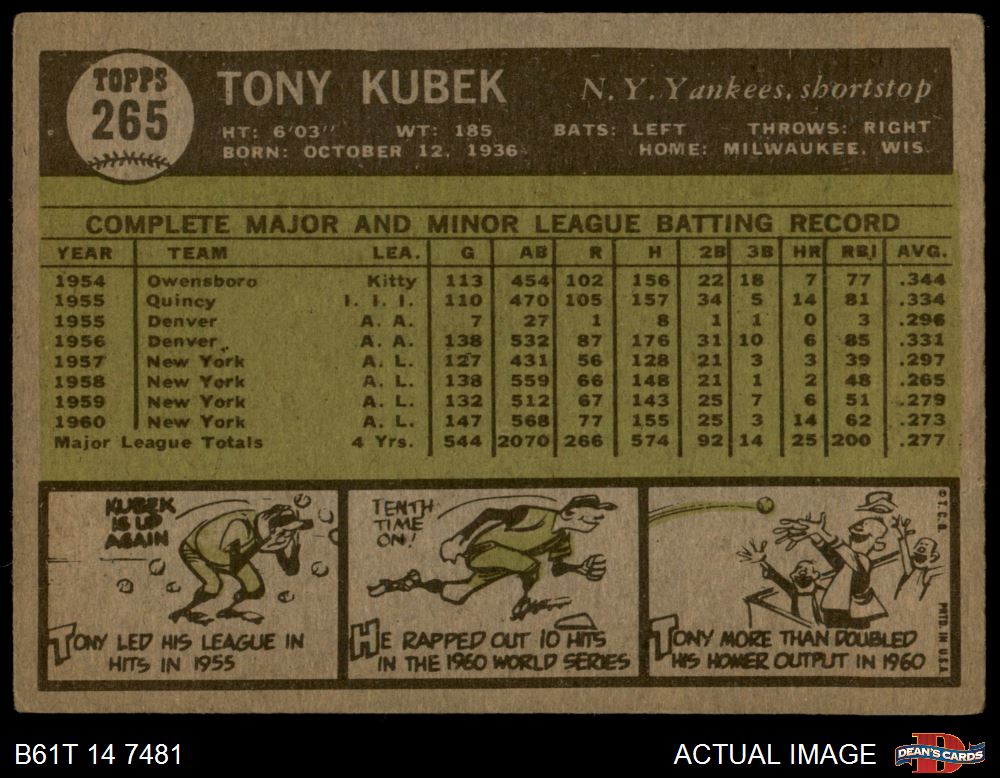 TOPPS
265
TONY KUBEK
N.Y. Yankees, shortstop
HT: 6'03" WT: 185 BATS: LEFT THROWS: RIGHT
BORN: OCTOBER 12, 1936 HOME: MILWAUKEE, WIS.
COMPLETE MAJOR AND MINOR LEAGUE BATTING RECORD
YEAR TEAM LEA. G AB R H 2B 3B HR RBI AVG.
1954 Owensboro Kitty 113 454 102 156 22 18 7 77 .344
1955 Quincy I. I. I. 110 470 105 157 34 5 14 81 .334
1955 Denver A. A. 7 27 1 8 1 1 0 3 .296
1956 Denver A. A. 138 532 87 176 31 10 6 85 .331
1957 New York A. L. 127 431 56 128 21 3 3 39 .297
1958 New York A. L. 138 559 66 148 21 1 2 48 .265
1959 New York A. L. 132 512 67 143 25 7 6 51 .279
1960 New York A. L. 147 568 77 155 25 3 14 62 .273
Major League Totals 4 Yrs. 544 2070 266 574 92 14 25 200 .277
KUBEK
IS UP
AGAIN
TONY LED HIS LEAGUE IN
HITS IN 1955
TENTH
TIME
ON!
HE RAPPED OUT 10 HITS
IN THE 1960 WORLD SERIES
TONY MORE THAN DOUBLED
HIS HOMER OUTPUT IN 1960
© T.C.G.
PRTD. IN U.S.A.
B61T 14 7481
ACTUAL IMAGE
DEAN'S CARDS